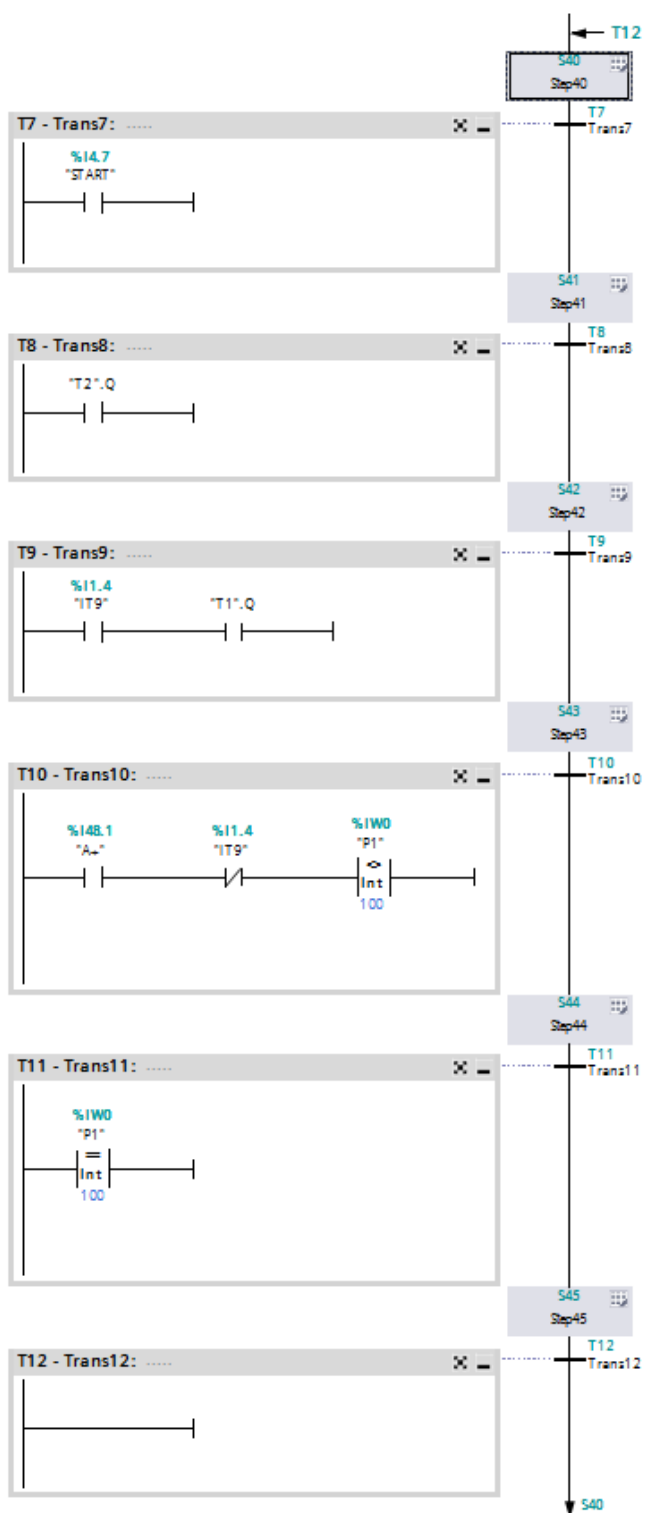 T12
S40
Step40
T7 - Trans7: .....
T7
Trans7
%I4.7
"START"
S41
Step41
T8 - Trans8: .....
T8
Trans8
"T2".Q
S42
Step42
T9 - Trans9: .....
T9
Trans9
%I1.4
"IT9" "T1".Q
S43
Step43
T10 - Trans10: .....
T10
Trans10
%I48.1 %I1.4 %IW0
"A+" "IT9" "P1"
<>
Int
100
S44
Step44
T11 - Trans11: .....
T11
Trans11
%IW0
"P1"
==
Int
100
S45
Step45
T12 - Trans12: .....
T12
Trans12
S40